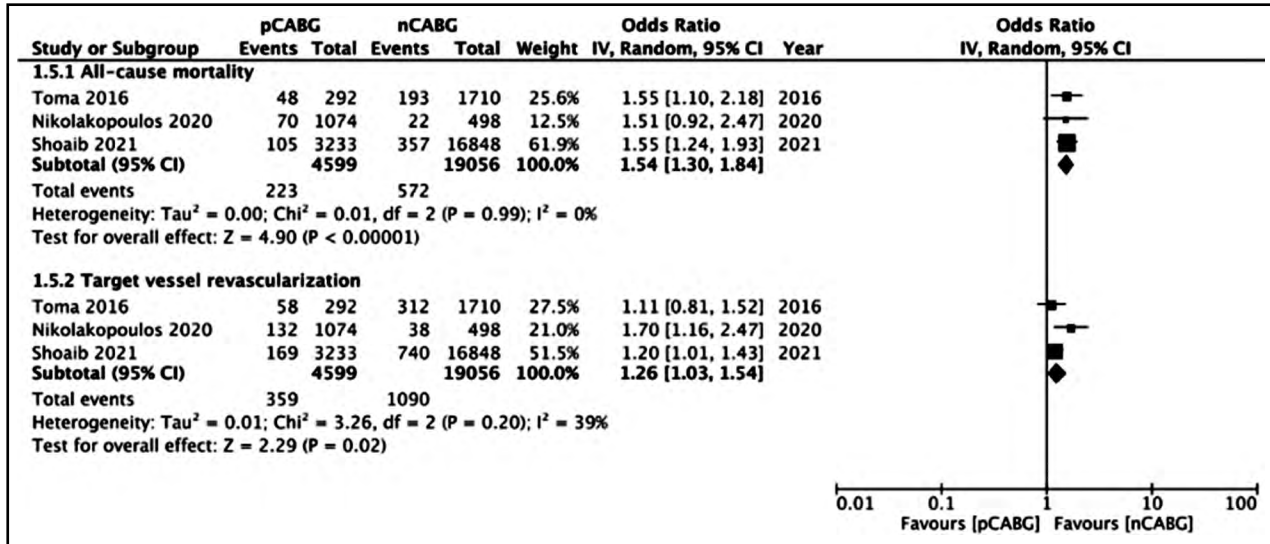 pCABG nCABG Odds Ratio Odds Ratio
Study or Subgroup Events Total Events Total Weight IV, Random, 95% CI Year IV, Random, 95% CI
1.5.1 All-cause mortality
Toma 2016 48 292 193 1710 25.6% 1.55 [1.10, 2.18] 2016
Nikolakopoulos 2020 70 1074 22 498 12.5% 1.51 [0.92, 2.47] 2020
Shoaib 2021 105 3233 357 16848 61.9% 1.55 [1.24, 1.93] 2021
Subtotal (95% CI) 4599 19056 100.0% 1.54 [1.30, 1.84]
Total events 223 572
Heterogeneity: Tau² = 0.00; Chi² = 0.01, df = 2 (P = 0.99); I² = 0%
Test for overall effect: Z = 4.90 (P < 0.00001)
1.5.2 Target vessel revascularization
Toma 2016 58 292 312 1710 27.5% 1.11 [0.81, 1.52] 2016
Nikolakopoulos 2020 132 1074 38 498 21.0% 1.70 [1.16, 2.47] 2020
Shoaib 2021 169 3233 740 16848 51.5% 1.20 [1.01, 1.43] 2021
Subtotal (95% CI) 4599 19056 100.0% 1.26 [1.03, 1.54]
Total events 359 1090
Heterogeneity: Tau² = 0.01; Chi² = 3.26, df = 2 (P = 0.20); I² = 39%
Test for overall effect: Z = 2.29 (P = 0.02)
0.01 0.1 1 10 100
Favours [pCABG] Favours [nCABG]